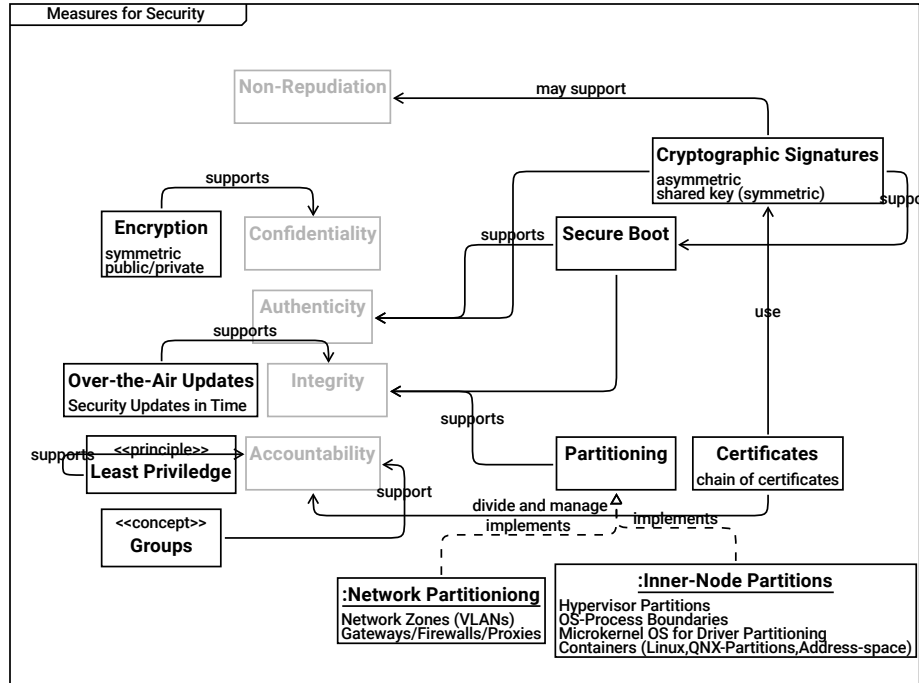 Measures for Security
Non-Repudiation
may support
Cryptographic Signatures
asymmetric
shared key (symmetric)
supports
Encryption
symmetric
public/private
Confidentiality
supports
Secure Boot
suppo
Authenticity
use
supports
Over-the-Air Updates
Security Updates in Time
Integrity
supports
<<principle>>
Least Priviledge
supports
Accountability
Partitioning
Certificates
chain of certificates
support
divide and manage
<<concept>>
Groups
implements
implements
:Network Partitioniong
Network Zones (VLANs)
Gateways/Firewalls/Proxies
:Inner-Node Partitions
Hypervisor Partitions
OS-Process Boundaries
Microkernel OS for Driver Partitioning
Containers (Linux,QNX-Partitions,Address-space)